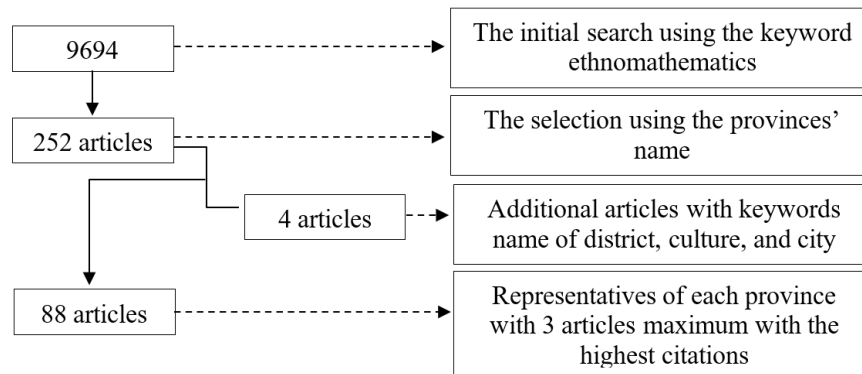 9694
The initial search using the keyword
ethnomathematics
252 articles
The selection using the provinces’
name
4 articles
Additional articles with keywords
name of district, culture, and city
88 articles
Representatives of each province
with 3 articles maximum with the
highest citations